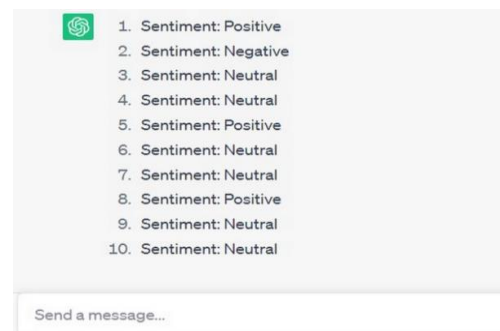 1. Sentiment: Positive
2. Sentiment: Negative
3. Sentiment: Neutral
4. Sentiment: Neutral
5. Sentiment: Positive
6. Sentiment: Neutral
7. Sentiment: Neutral
8. Sentiment: Positive
9. Sentiment: Neutral
10. Sentiment: Neutral
Send a message...